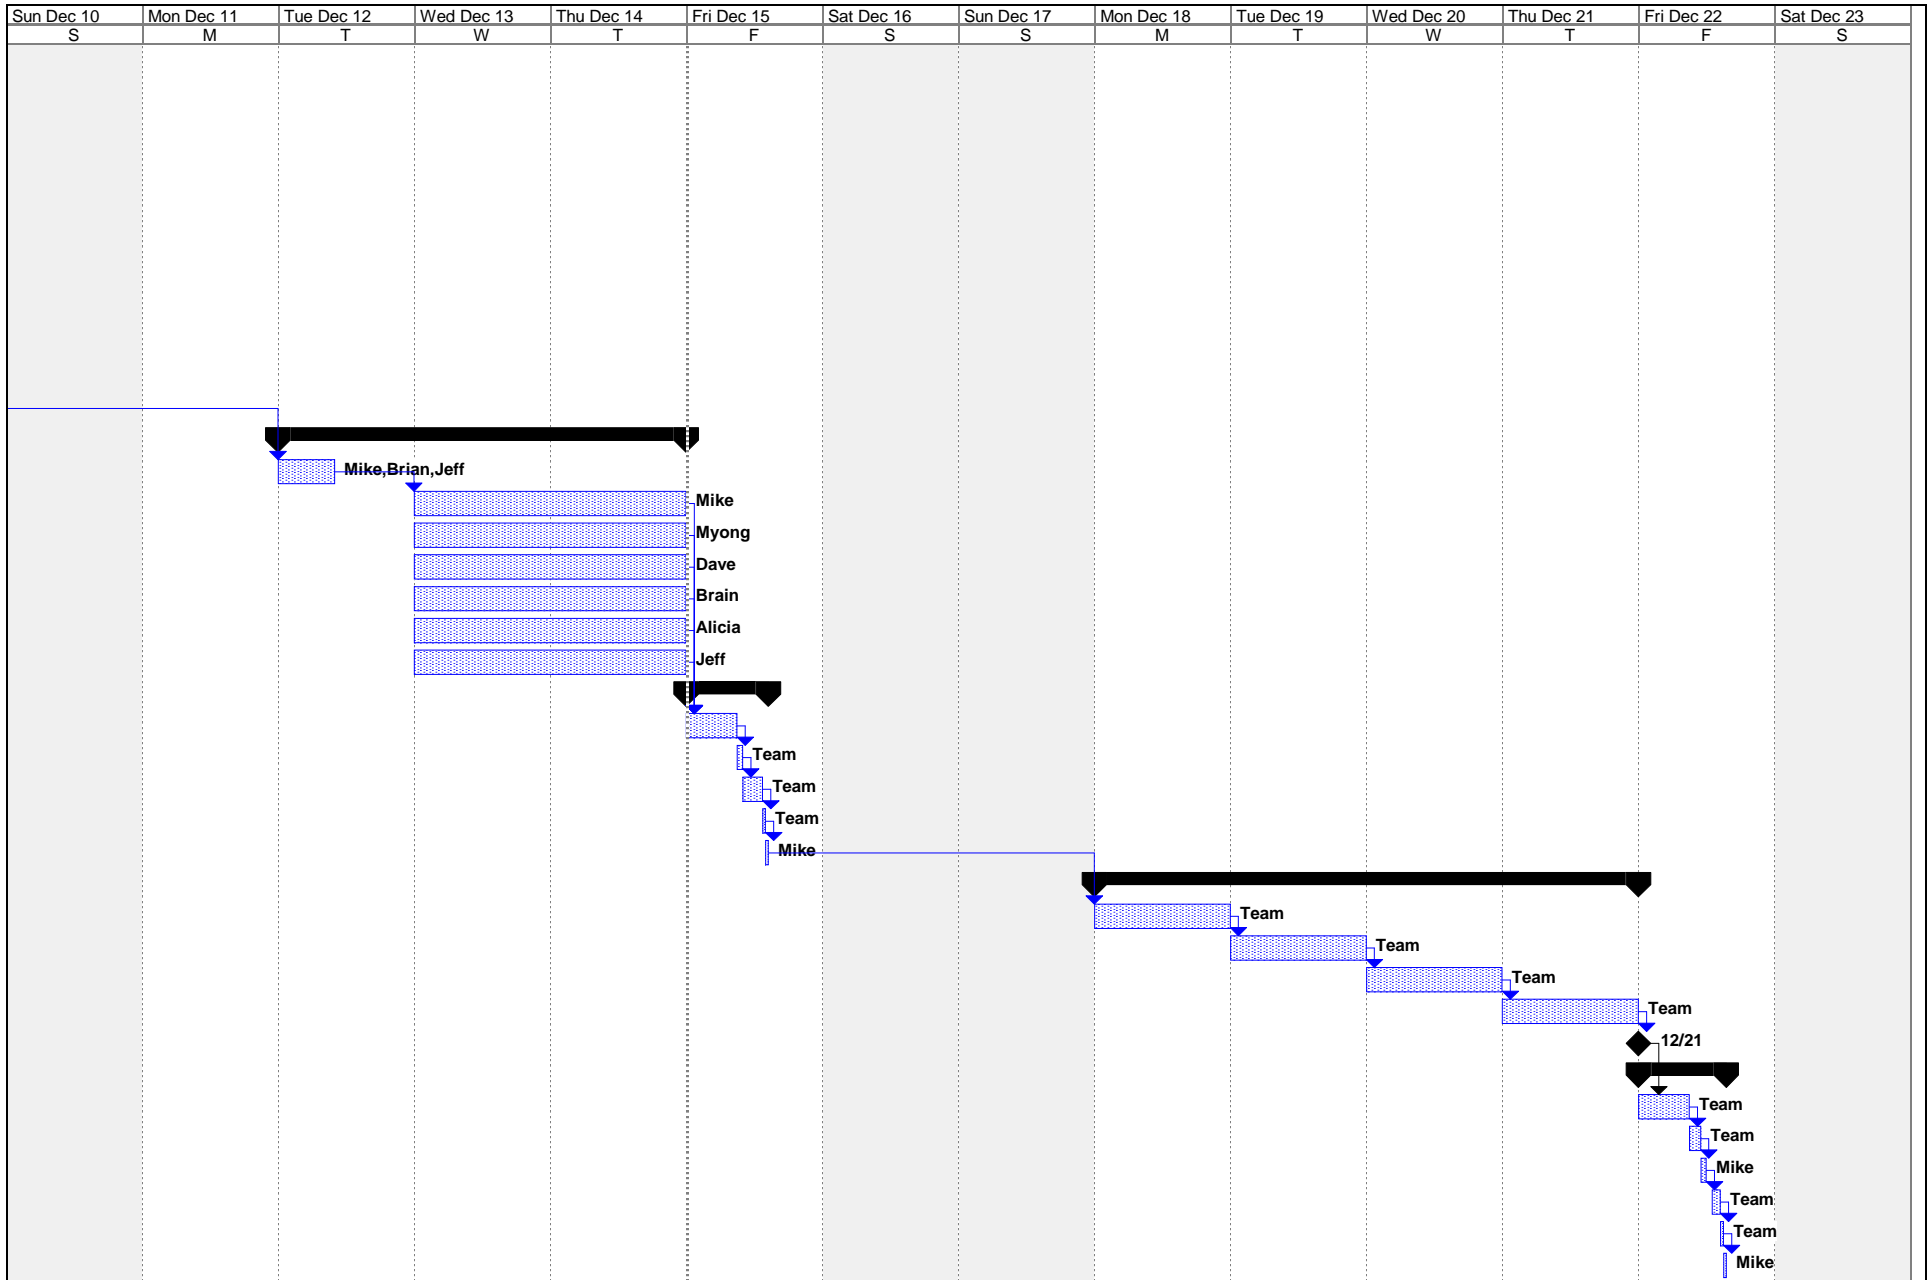 Sun Dec 10 Mon Dec 11 Tue Dec 12 Wed Dec 13 Thu Dec 14 Fri Dec 15 Sat Dec 16 Sun Dec 17 Mon Dec 18 Tue Dec 19 Wed Dec 20 Thu Dec 21 Fri Dec 22 Sat Dec 23
S M T W T F S S M T W T F S
Mike,Brian,Jeff
Mike
Myong
Dave
Brain
Alicia
Jeff
Team
Team
Team
Mike
Team
Team
Team
Team
12/21
Team
Team
Mike
Team
Team
Mike